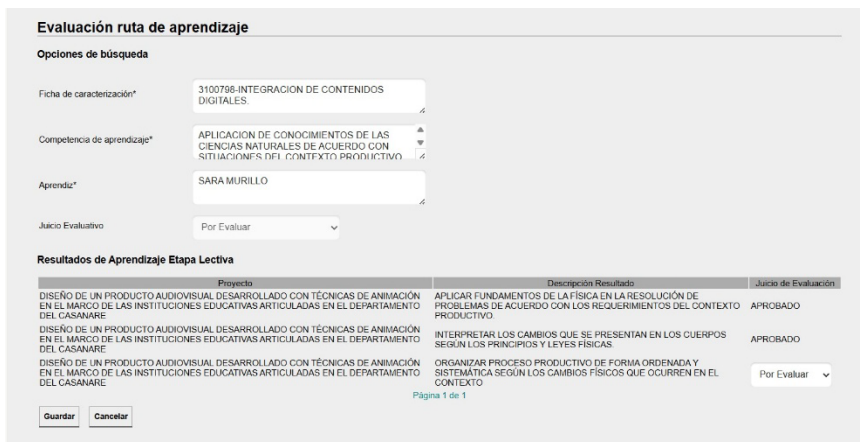 Evaluación ruta de aprendizaje
Opciones de búsqueda
Ficha de caracterización*
3100798-INTEGRACION DE CONTENIDOS
DIGITALES.
Competencia de aprendizaje*
APLICACION DE CONOCIMIENTOS DE LAS
CIENCIAS NATURALES DE ACUERDO CON
SITUACIONES DEL CONTEXTO PRODUCTIVO
Aprendiz*
SARA MURILLO
Juicio Evaluativo
Por Evaluar
Resultados de Aprendizaje Etapa Lectiva
Proyecto Descripción Resultado Juicio de Evaluación
DISEÑO DE UN PRODUCTO AUDIOVISUAL DESARROLLADO CON TÉCNICAS DE ANIMACIÓN
EN EL MARCO DE LAS INSTITUCIONES EDUCATIVAS ARTICULADAS EN EL DEPARTAMENTO
DEL CASANARE
APLICAR FUNDAMENTOS DE LA FÍSICA EN LA RESOLUCIÓN DE
PROBLEMAS DE ACUERDO CON LOS REQUERIMIENTOS DEL CONTEXTO
PRODUCTIVO.
APROBADO
DISEÑO DE UN PRODUCTO AUDIOVISUAL DESARROLLADO CON TÉCNICAS DE ANIMACIÓN
EN EL MARCO DE LAS INSTITUCIONES EDUCATIVAS ARTICULADAS EN EL DEPARTAMENTO
DEL CASANARE
INTERPRETAR LOS CAMBIOS QUE SE PRESENTAN EN LOS CUERPOS
SEGÚN LOS PRINCIPIOS Y LEYES FÍSICAS.
APROBADO
DISEÑO DE UN PRODUCTO AUDIOVISUAL DESARROLLADO CON TÉCNICAS DE ANIMACIÓN
EN EL MARCO DE LAS INSTITUCIONES EDUCATIVAS ARTICULADAS EN EL DEPARTAMENTO
DEL CASANARE
ORGANIZAR PROCESO PRODUCTIVO DE FORMA ORDENADA Y
SISTEMÁTICA SEGÚN LOS CAMBIOS FÍSICOS QUE OCURREN EN EL
CONTEXTO
Por Evaluar
Página 1 de 1
Guardar Cancelar